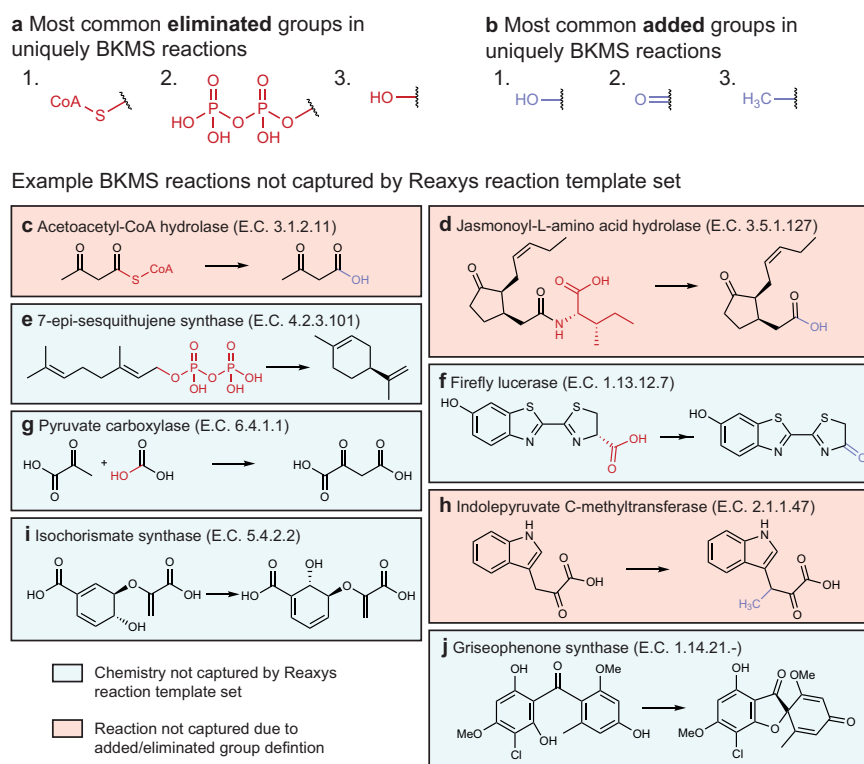 a Most common eliminated groups in
uniquely BKMS reactions
1.
2.
3.
CoA
S
O O
HO P P
O O
OH OH
HO
b Most common added groups in
uniquely BKMS reactions
1.
2.
3.
HO
O
H₃C
Example BKMS reactions not captured by Reaxys reaction template set
c Acetoacetyl-CoA hydrolase (E.C. 3.1.2.11)
O O
S CoA
O O
OH
d Jasmonoyl-L-amino acid hydrolase (E.C. 3.5.1.127)
O
O OH
O
N
H
O
O
OH
e 7-epi-sesquithujene synthase (E.C. 4.2.3.101)
O O
O P O P OH
OH OH
f Firefly lucerase (E.C. 1.13.12.7)
HO
S S
N N
OH
O
HO
S S
N N
O
g Pyruvate carboxylase (E.C. 6.4.1.1)
O
HO
O
+
O
HO OH
O O
HO OH
O
h Indolepyruvate C-methyltransferase (E.C. 2.1.1.47)
H
N
O
OH
O
H
N
O
OH
H₃C O
i Isochorismate synthase (E.C. 5.4.2.2)
O O
HO O OH
OH
OH
O O O
HO OH
j Griseophenone synthase (E.C. 1.14.21.-)
OH O OMe
MeO OH Me OH
Cl
OH O OMe
MeO O Me O
Cl
Chemistry not captured by Reaxys
reaction template set
Reaction not captured due to
added/eliminated group defintion